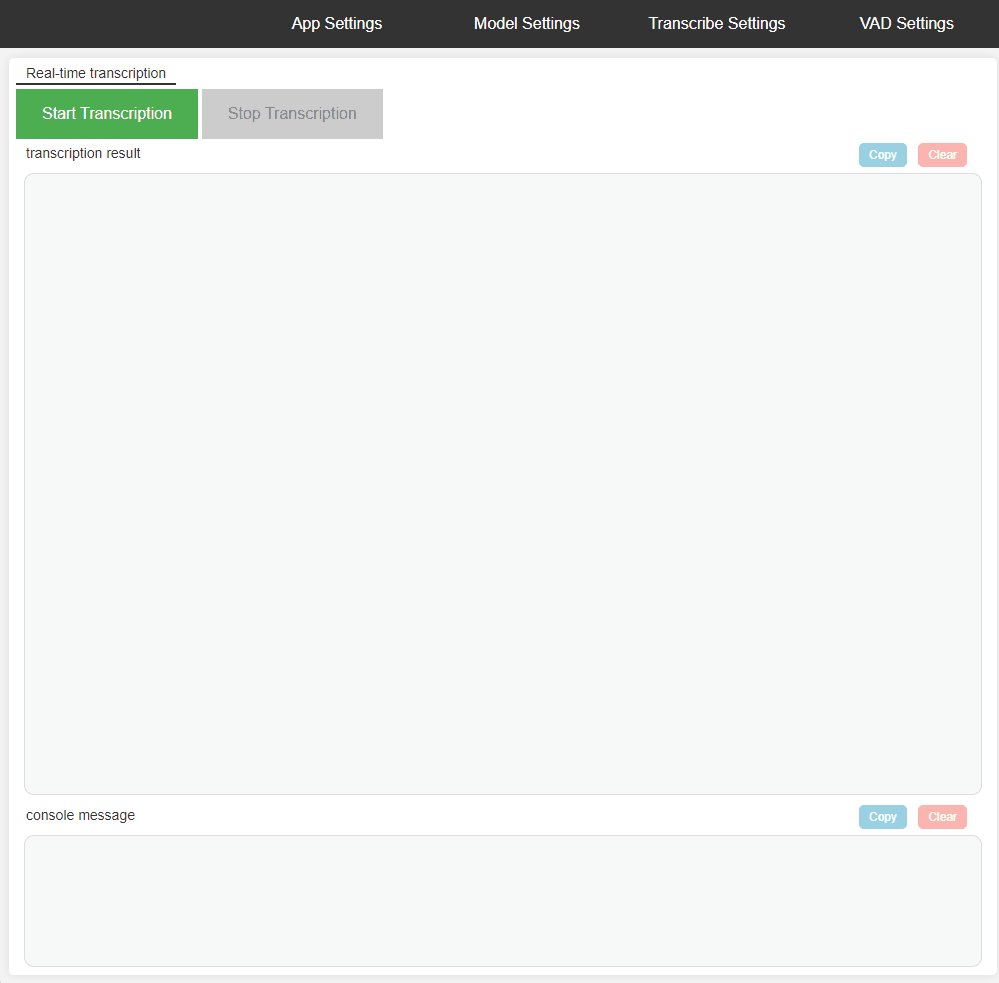 App Settings Model Settings Transcribe Settings VAD Settings
Real-time transcription
Start Transcription Stop Transcription
transcription result Copy Clear
console message Copy Clear